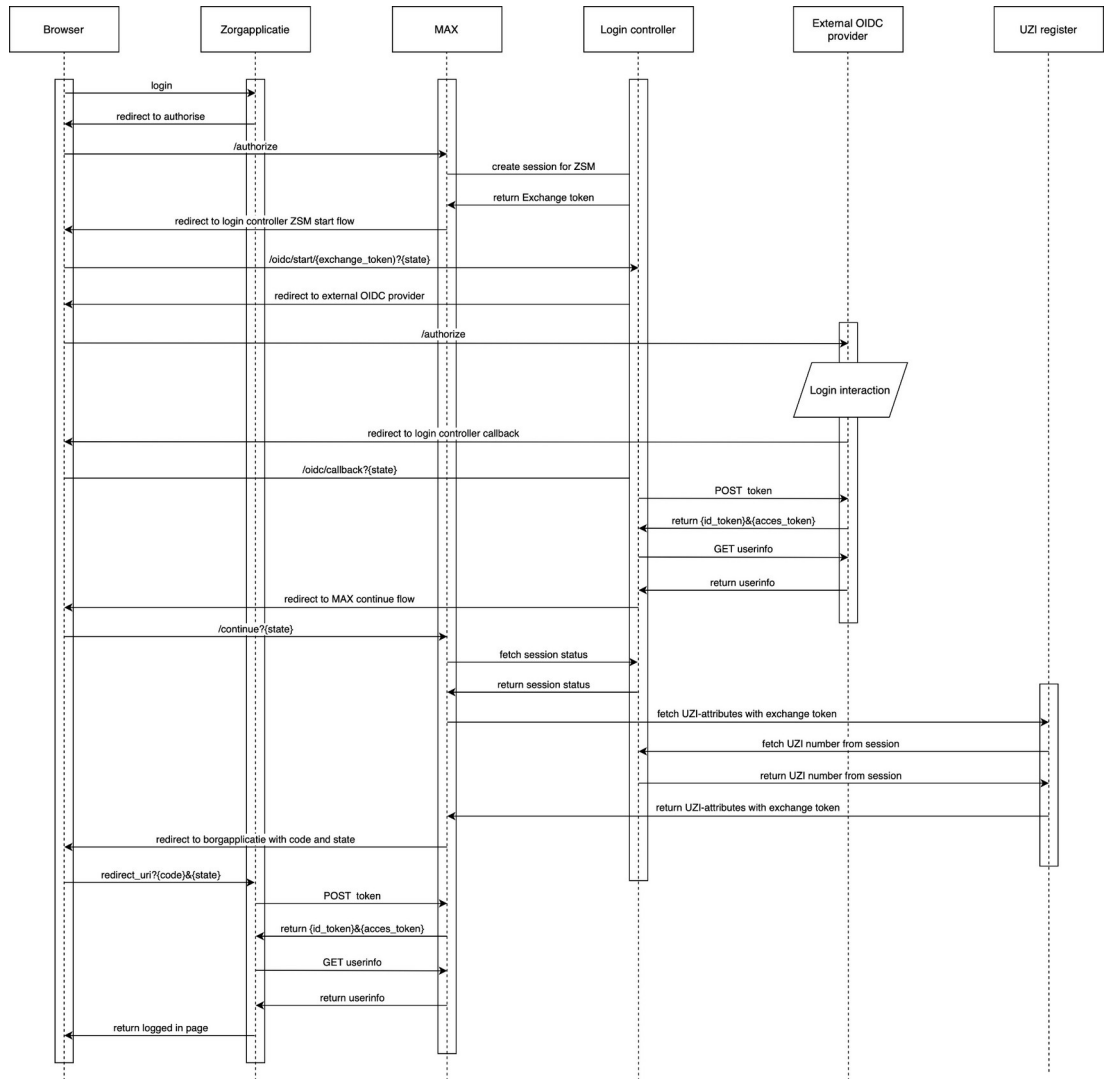 Browser
Zorgapplicatie
MAX
Login controller
External OIDC
provider
UZI register
login
redirect to authorise
/authorize
create session for ZSM
return Exchange token
redirect to login controller ZSM start flow
/oidc/start/{exchange_token)?{state}
redirect to external OIDC provider
/authorize
Login interaction
redirect to login controller callback
/oidc/callback?{state}
POST token
return {id_token}&{acces_token}
GET userinfo
return userinfo
redirect to MAX continue flow
/continue?{state}
fetch session status
return session status
fetch UZI-attributes with exchange token
fetch UZI number from session
return UZI number from session
return UZI-attributes with exchange token
redirect to borgapplicatie with code and state
redirect_uri?{code}&{state}
POST token
return {id_token}&{acces_token}
GET userinfo
return userinfo
return logged in page